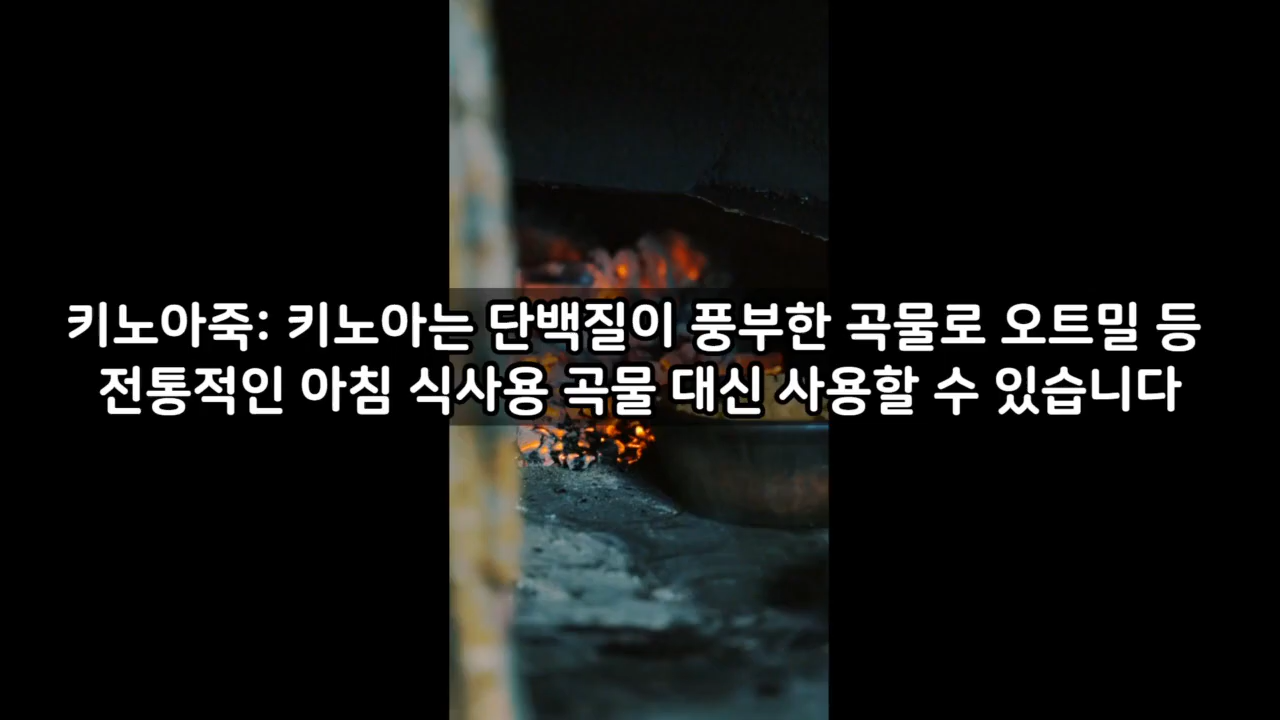 키노아죽: 키노아는 단백질이 풍부한 곡물로 오트밀 등
전통적인 아침 식사용 곡물 대신 사용할 수 있습니다